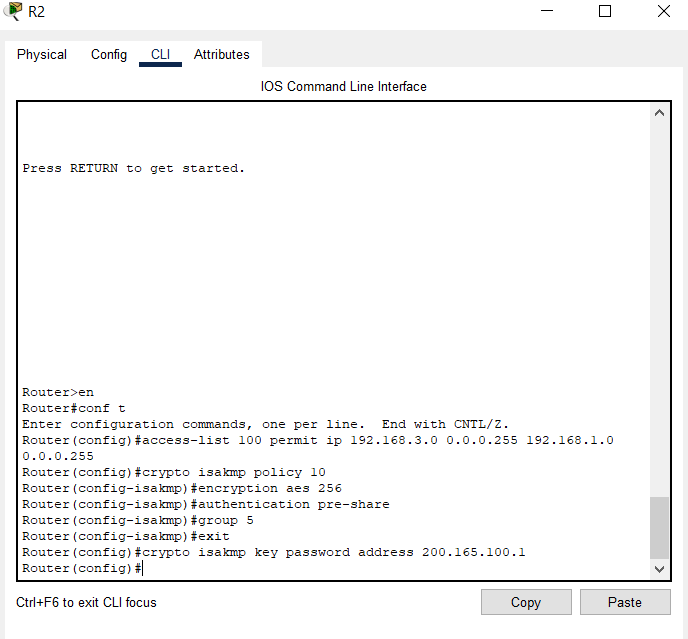 R2
Physical Config CLI Attributes
IOS Command Line Interface
Press RETURN to get started.
Router>en
Router#conf t
Enter configuration commands, one per line.  End with CNTL/Z.
Router(config)#access-list 100 permit ip 192.168.3.0 0.0.0.255 192.168.1.0
0.0.0.255
Router(config)#crypto isakmp policy 10
Router(config-isakmp)#encryption aes 256
Router(config-isakmp)#authentication pre-share
Router(config-isakmp)#group 5
Router(config-isakmp)#exit
Router(config)#crypto isakmp key password address 200.165.100.1
Router(config)#
Ctrl+F6 to exit CLI focus Copy Paste